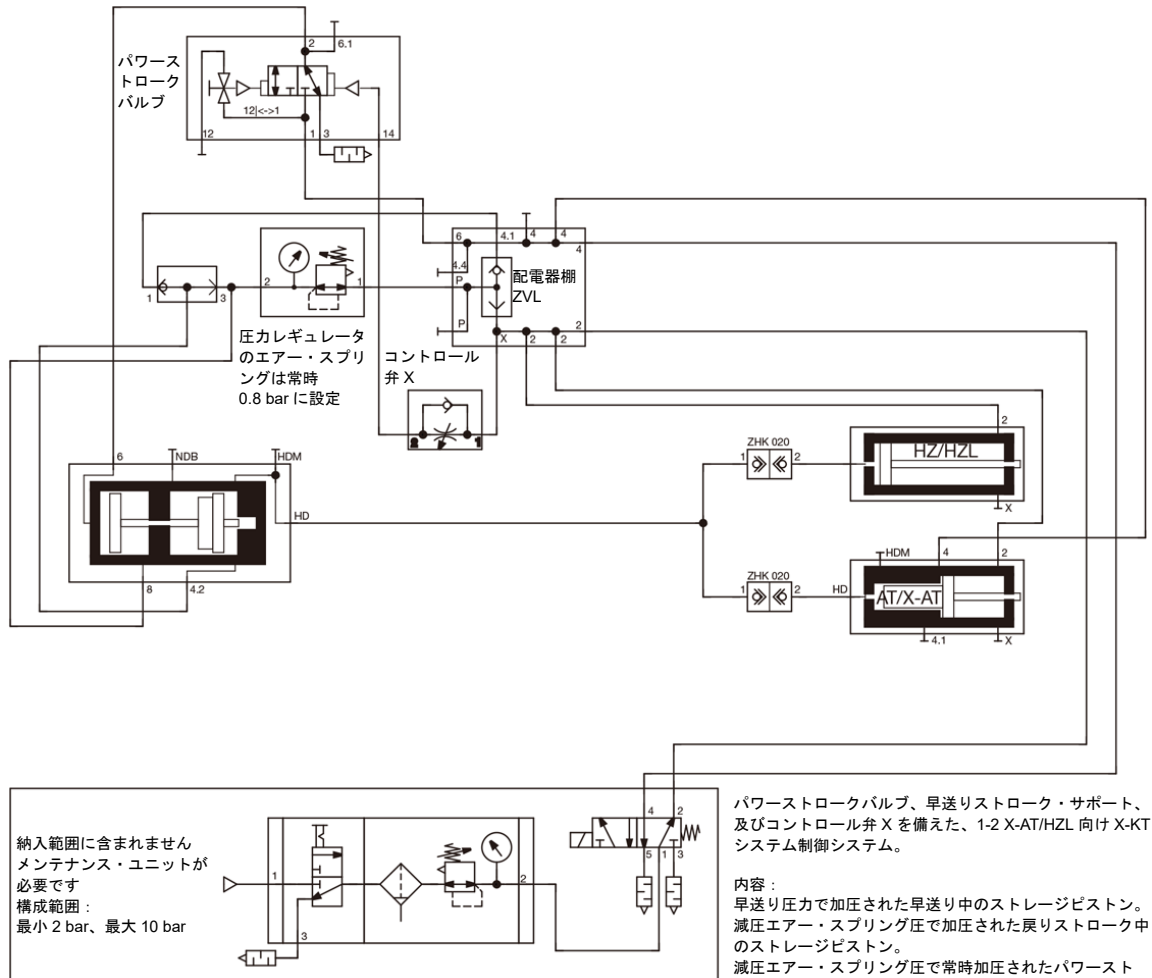 パワース
トローク
バルブ
2
6.1
12|<->1
12
1
3
14
6
4.1
4
4
4
4.4
配電器棚
ZVL
P
P
1
3
2
1
X
2
2
2
圧力レギュレータ
のエアー・スプリ
ングは常時
0.8 bar に設定
コントロール
弁 X
2
1
6
NDB
HDM
HD
8
4.2
ZHK 020
1
2
2
HZ/HZL
X
ZHK 020
1
2
HD
HDM
4
2
AT/X-AT
4.1
X
納入範囲に含まれません
メンテナンス・ユニットが
必要です
構成範囲：
最小 2 bar、最大 10 bar
1
3
2
4
2
5
1
3
パワーストロークバルブ、早送りストローク・サポート、
及びコントロール弁 X を備えた、1-2 X-AT/HZL 向け X-KT
システム制御システム。
内容：
早送り圧力で加圧された早送り中のストレージピストン。
減圧エアー・スプリング圧で加圧された戻りストローク中
のストレージピストン。
減圧エアー・スプリング圧で常時加圧されたパワースト